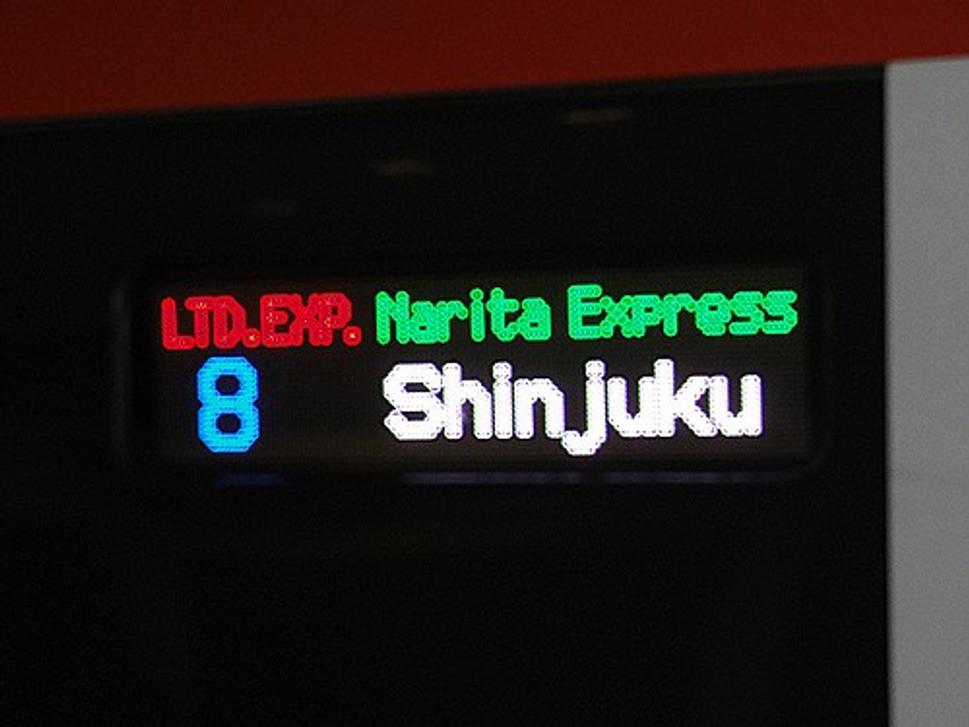 LTD.EXP. Narita Express
8 Shinjuku